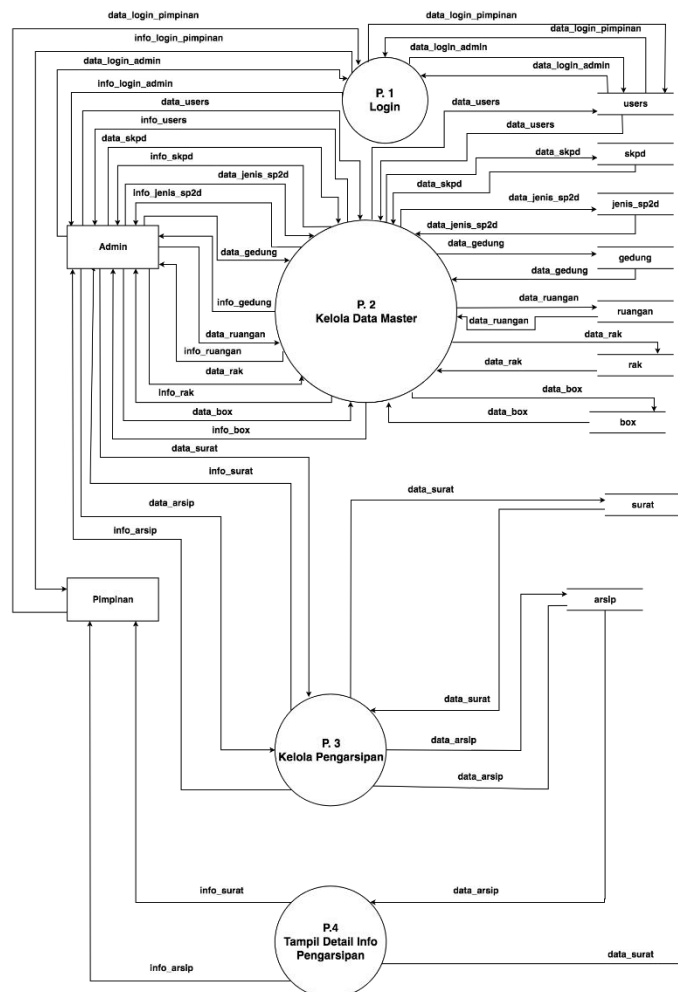 data_login_pimpinan
info_login_pimpinan
data_login_admin
info_login_admin
data_users
info_users
data_skpd
info_skpd
data_jenis_sp2d
info_jenis_sp2d
P. 1
Login
data_login_pimpinan
data_login_pimpinan
data_login_admin
data_login_admin
users
data_users
data_users
data_skpd
data_skpd
skpd
data_jenis_sp2d
data_jenis_sp2d
jenis_sp2d
Admin
data_gedung
info_gedung
data_ruangan
info_ruangan
data_rak
Info_rak
data_box
info_box
P. 2
Kelola Data Master
data_gedung
data_gedung
gedung
data_ruangan
data_ruangan
ruangan
data_rak
data_rak
rak
data_box
data_box
box
data_surat
info_surat
data_arsip
info_arsip
data_surat
surat
Pimpinan
arsip
data_surat
P. 3
Kelola Pengarsipan
data_arsip
data_arsip
info_surat
data_arsip
P.4
Tampil Detail Info
Pengarsipan
data_surat
Info_arsip